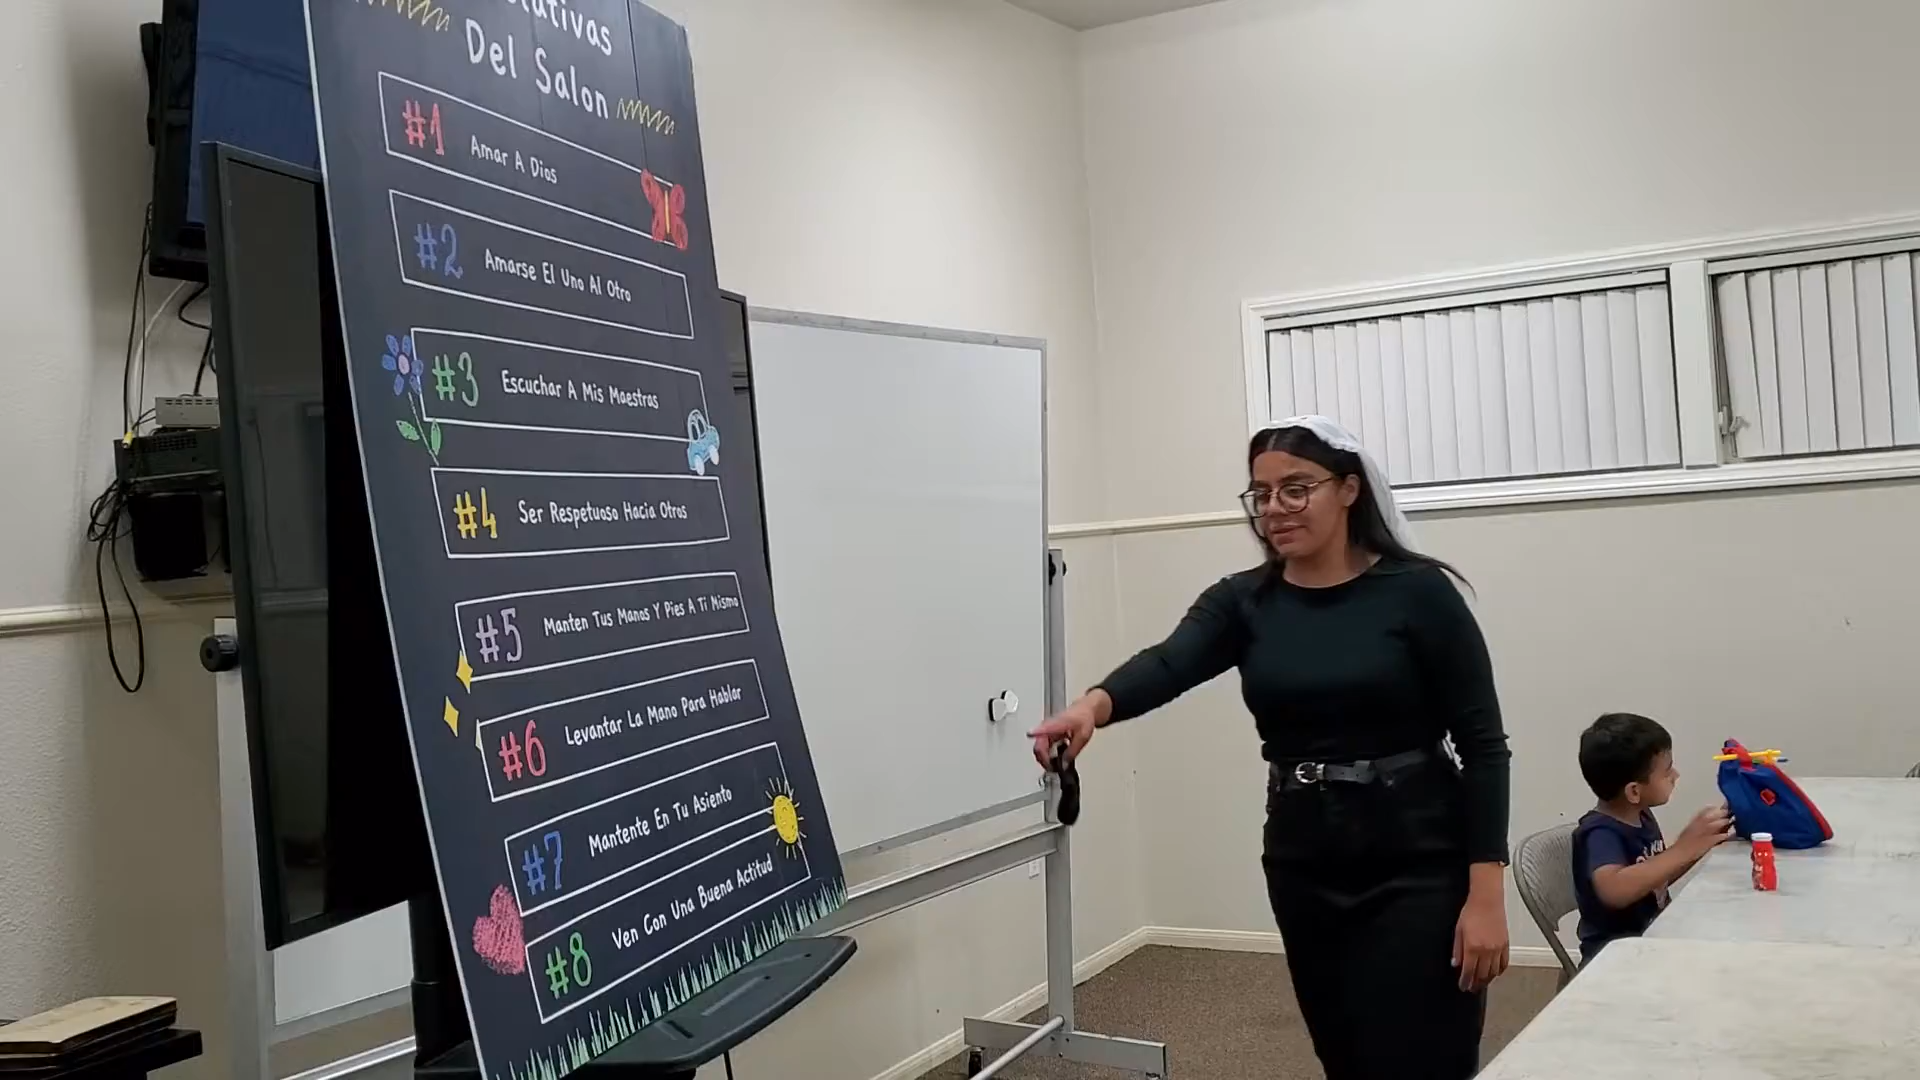 Del Salon
#1 Amar A Dios
#2 Amarse El Uno Al Otro
#3 Escuchar A Mis Maestras
#4 Ser Respetuoso Hacia Otros
#5 Manten Tus Manos Y Pies A Ti Mismo
#6 Levantar La Mano Para Hablar
#7 Mantente En Tu Asiento
#8 Ven Con Una Buena Actitud